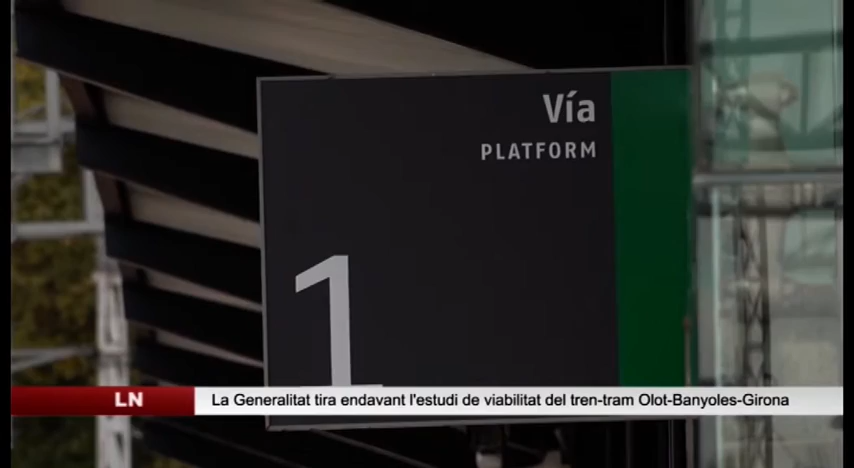 Vía
PLATFORM
1
LN
La Generalitat tira endavant l'estudi de viabilitat del tren-tram Olot-Banyoles-Girona